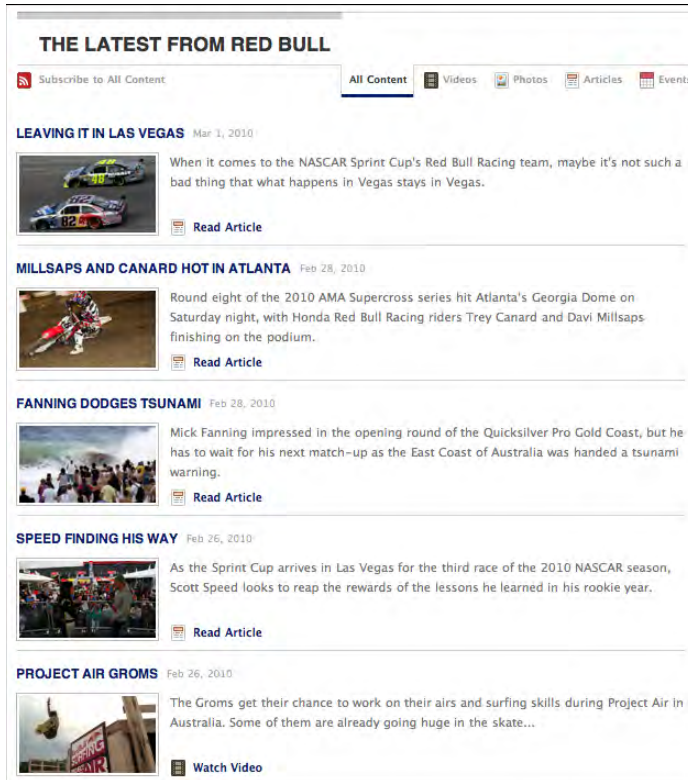 THE LATEST FROM RED BULL
Subscribe to All Content
All Content Videos Photos Articles Events
LEAVING IT IN LAS VEGAS Mar 1, 2010
When it comes to the NASCAR Sprint Cup's Red Bull Racing team, maybe it's not such a
bad thing that what happens in Vegas stays in Vegas.
48
82
Read Article
MILLSAPS AND CANARD HOT IN ATLANTA Feb 28, 2010
Round eight of the 2010 AMA Supercross series hit Atlanta's Georgia Dome on
Saturday night, with Honda Red Bull Racing riders Trey Canard and Davi Millsaps
finishing on the podium.
Read Article
FANNING DODGES TSUNAMI Feb 28, 2010
Mick Fanning impressed in the opening round of the Quicksilver Pro Gold Coast, but he
has to wait for his next match-up as the East Coast of Australia was handed a tsunami
warning.
Read Article
SPEED FINDING HIS WAY Feb 26, 2010
As the Sprint Cup arrives in Las Vegas for the third race of the 2010 NASCAR season,
Scott Speed looks to reap the rewards of the lessons he learned in his rookie year.
Read Article
PROJECT AIR GROMS Feb 26, 2010
The Groms get their chance to work on their airs and surfing skills during Project Air in
Australia. Some of them are already going huge in the skate...
SURFING
AIR
Watch Video